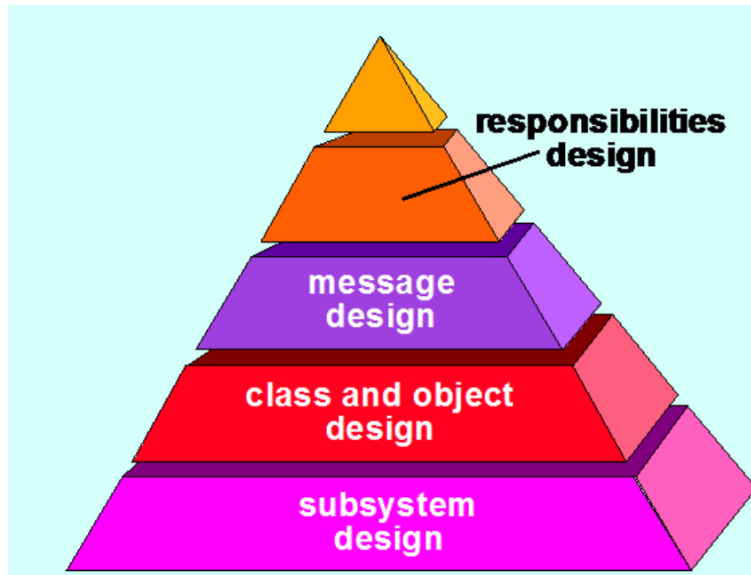 responsibilities
design
message
design
class and object
design
subsystem
design